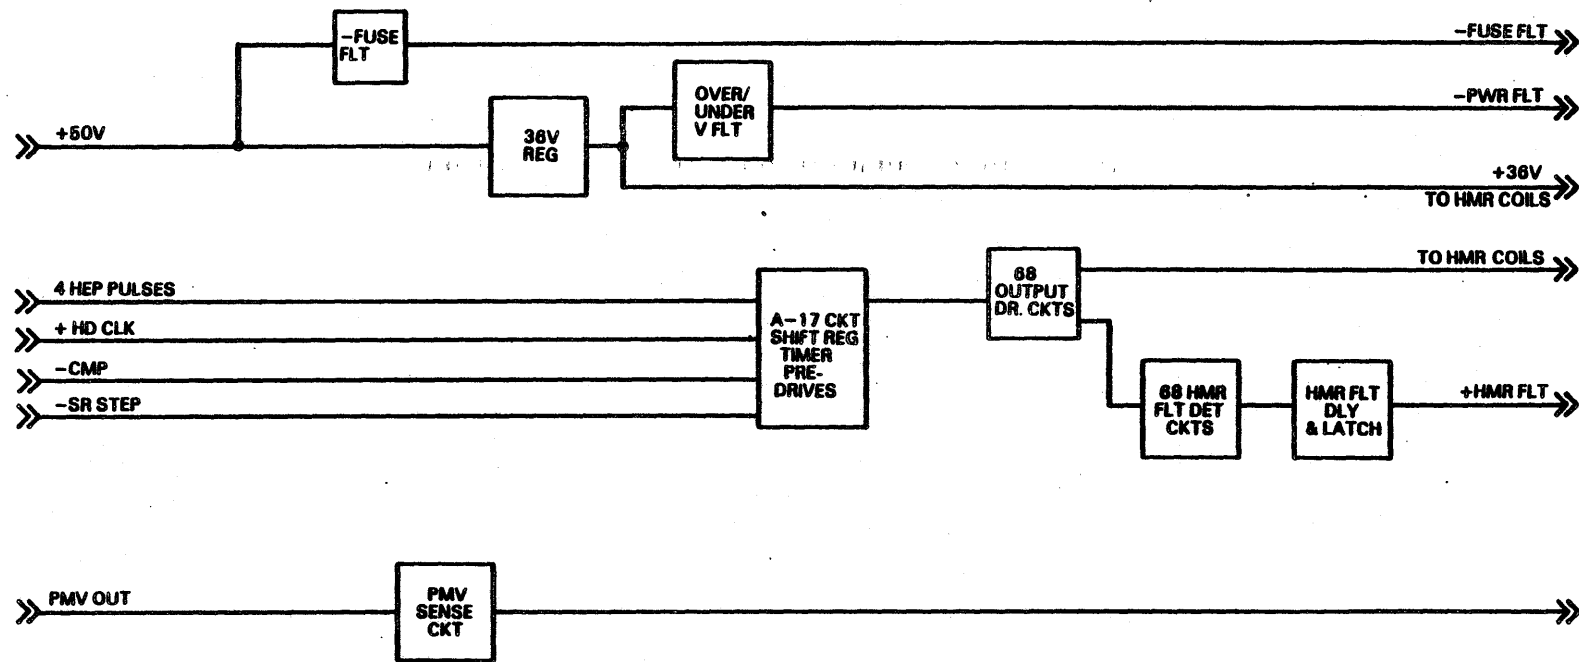 -FUSE
FLT
-FUSE FLT
OVER/
UNDER
V FLT
-PWR FLT
+50V
36V
REG
+36V
TO HMR COILS
TO HMR COILS
68
OUTPUT
DR. CKTS
4 HEP PULSES
+ HD CLK
-CMP
-SR STEP
A-17 CKT
SHIFT REG
TIMER
PRE-
DRIVES
68 HMR
FLT DET
CKTS
HMR FLT
DLY
& LATCH
+HMR FLT
PMV OUT
PMV
SENSE
CKT